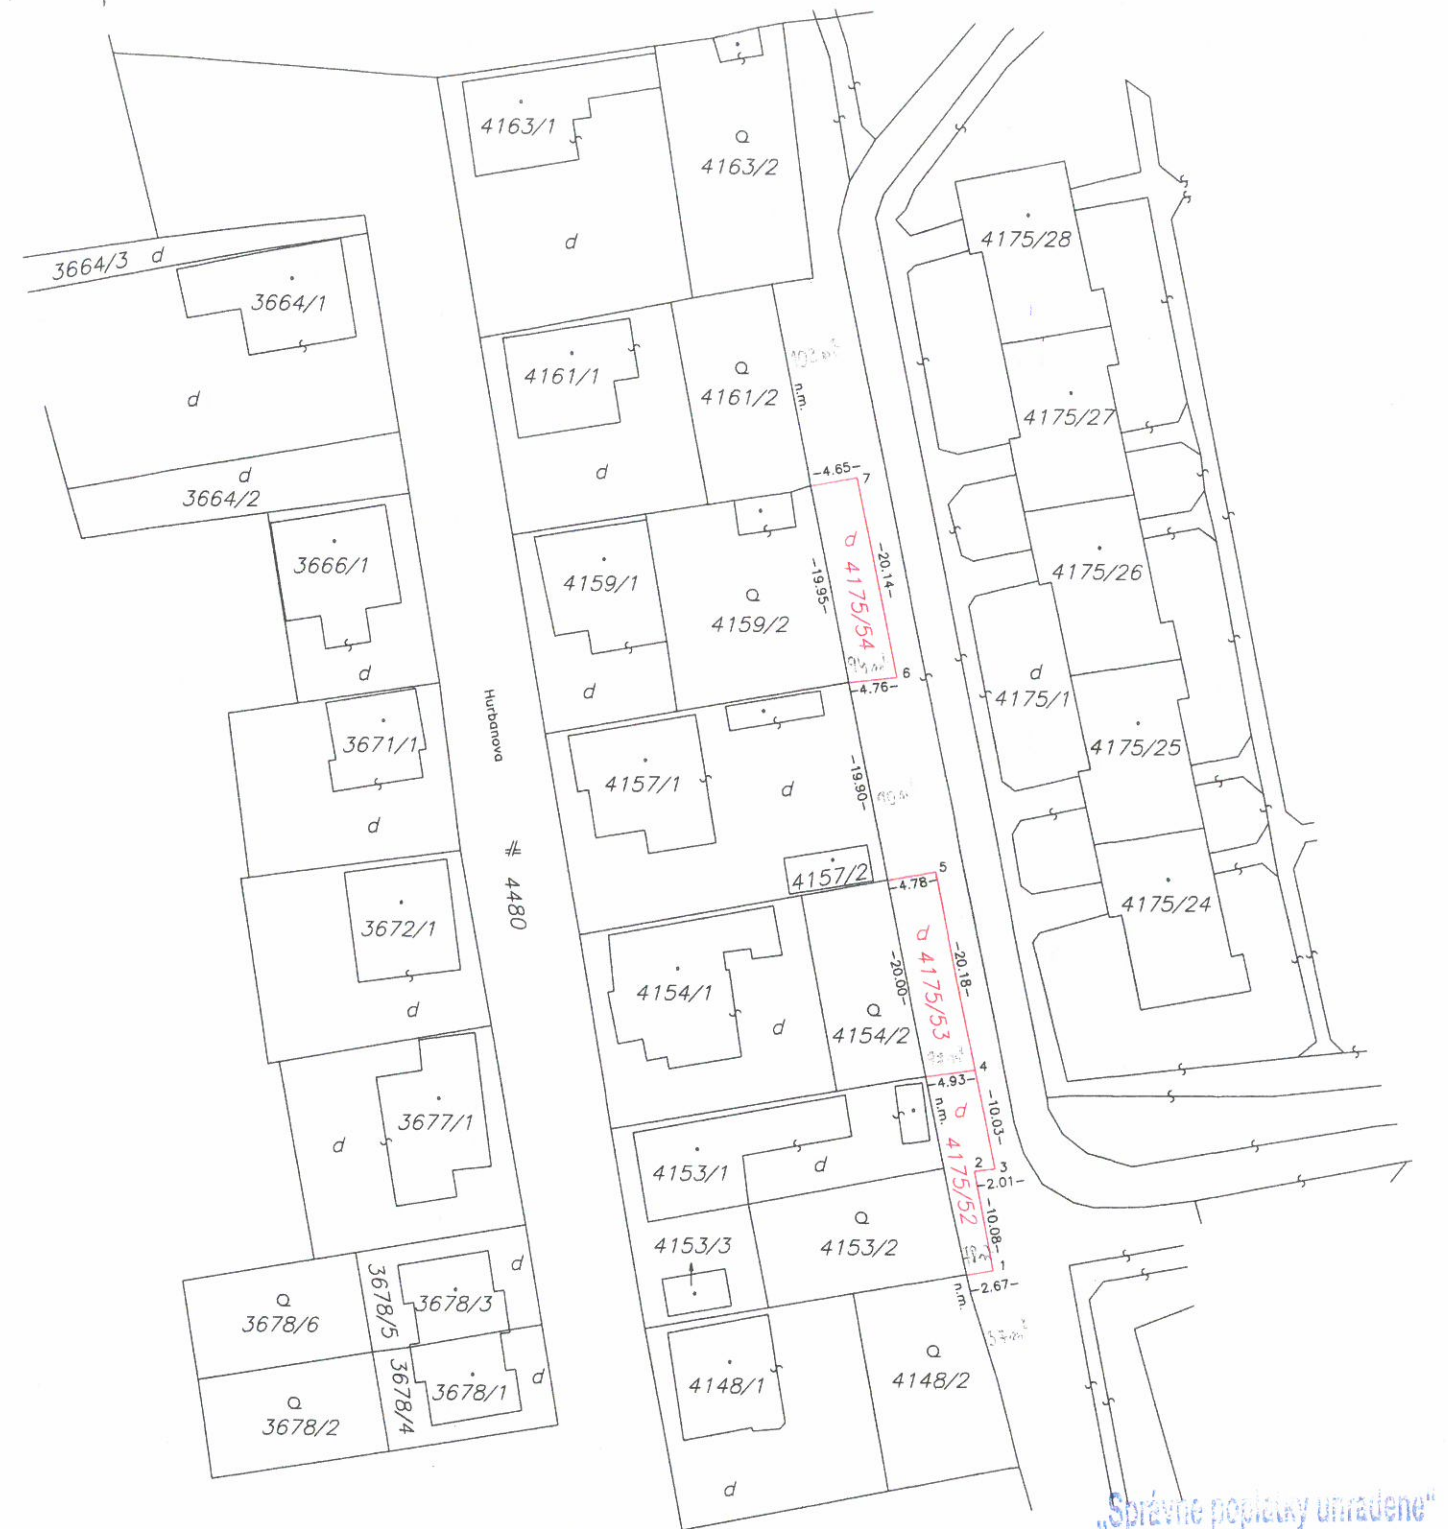 4163/1
Q
4163/2
d
3664/3 d
3664/1
d
d
3664/2
4161/1
Q
4161/2
n.m.
d
4175/28
4175/27
4175/26
d
4175/1
4175/25
4175/24
-4.65-
7
-20.14-
-19.95-
d 4175/54
6
-4.76-
3666/1
d
4159/1
Q
4159/2
d
3671/1
d
Hurbanova
4157/1
d
-19.90-
4157/2
5
-4.78-
# 4480
3672/1
d
4154/1
d
Q
4154/2
-20.00-
d 4175/53
-20.18-
4
-4.93-
n.m.
d 4175/52
-10.03-
2 3
-2.01-
-10.08-
1
-2.67-
n.m.
3677/1
d
4153/1
d
4153/3
Q
4153/2
d
Q
3678/6
3678/5
3678/3
Q
3678/2
3678/4
3678/1
d
4148/1
Q
4148/2
d
37m²
„Správne poplatky uhradené“